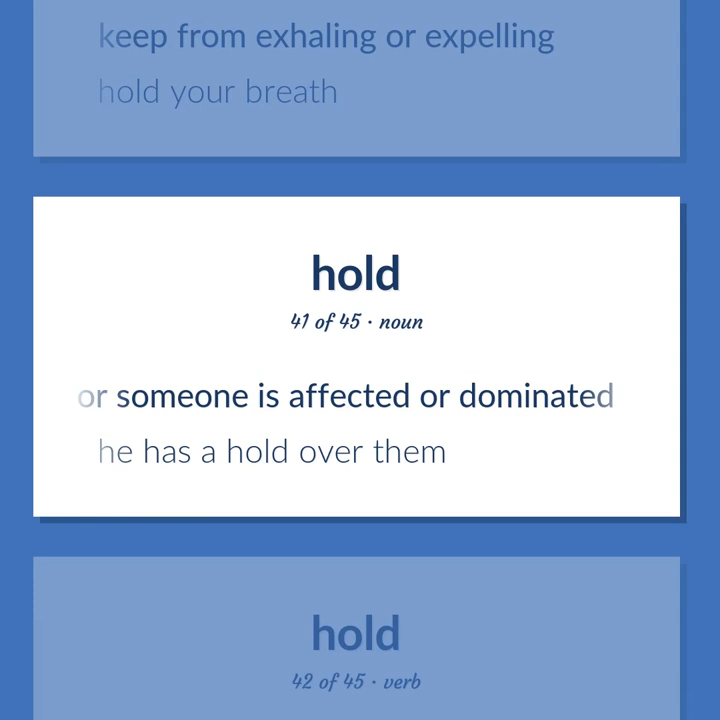 keep from exhaling or expelling
hold your breath
hold
41 of 45 · noun
or someone is affected or dominated
he has a hold over them
hold
42 of 45 · verb